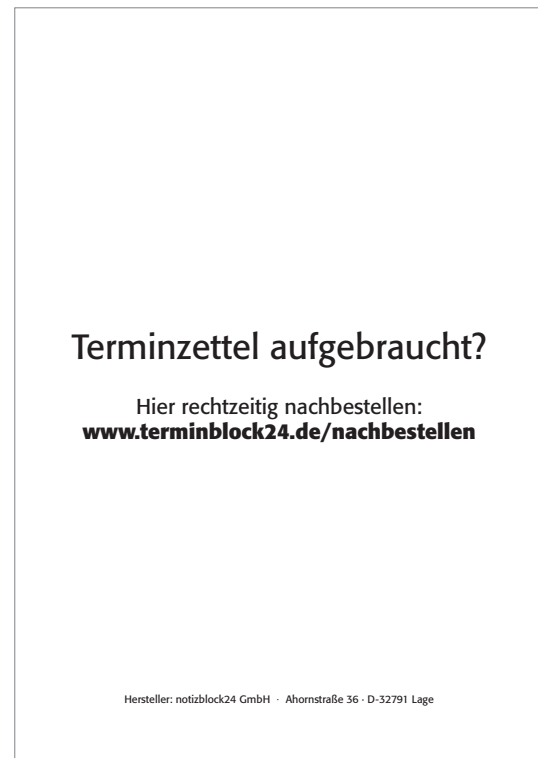 Terminzettel aufgebraucht?
Hier rechtzeitig nachbestellen:
www.terminblock24.de/nachbestellen
Hersteller: notizblock24 GmbH · Ahornstraße 36 · D-32791 Lage